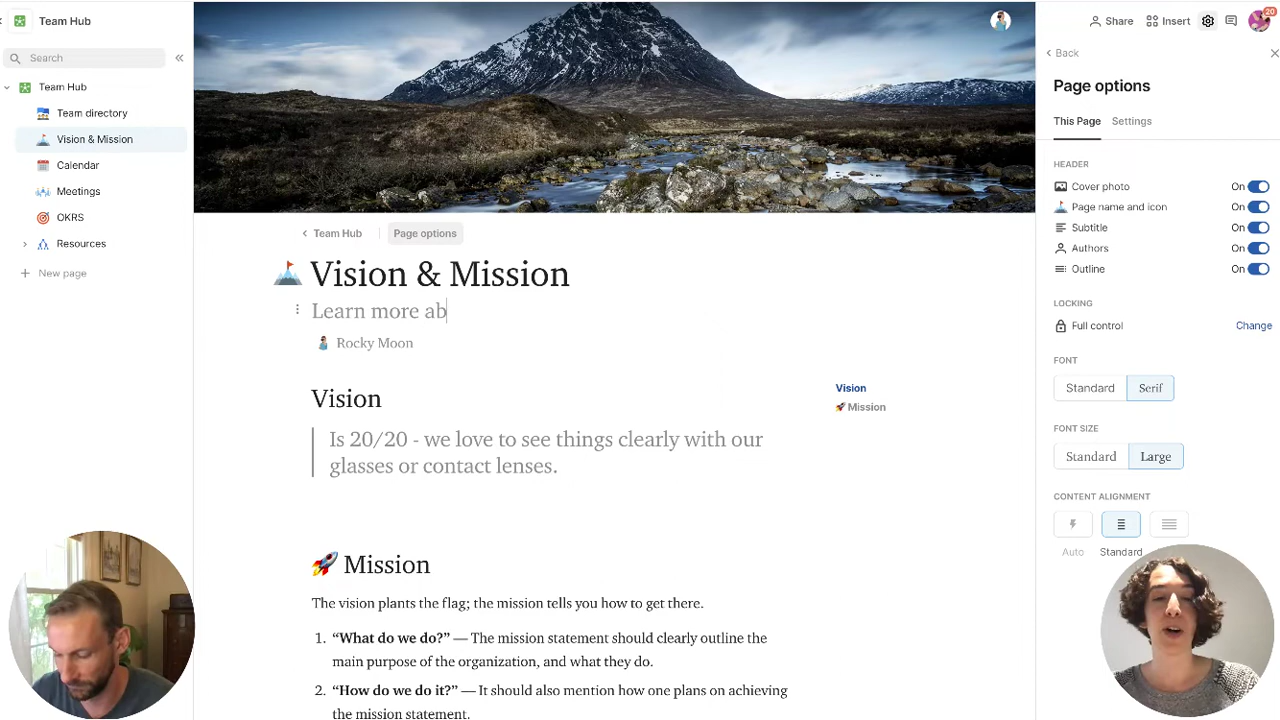 Team Hub
Share
Insert
20
Search
Team Hub
Team directory
Vision & Mission
Calendar
Meetings
OKRS
Resources
New page
Team Hub
Page options
Vision & Mission
Learn more ab
Rocky Moon
Vision
Is 20/20 - we love to see things clearly with our
glasses or contact lenses.
Vision
Mission
Mission
The vision plants the flag; the mission tells you how to get there.
1. “What do we do?” — The mission statement should clearly outline the
main purpose of the organization, and what they do.
2. “How do we do it?” — It should also mention how one plans on achieving
the mission statement.
Back
Page options
This Page
Settings
HEADER
Cover photo On
Page name and icon On
Subtitle On
Authors On
Outline On
LOCKING
Full control Change
FONT
Standard Serif
FONT SIZE
Standard Large
CONTENT ALIGNMENT
Auto Standard